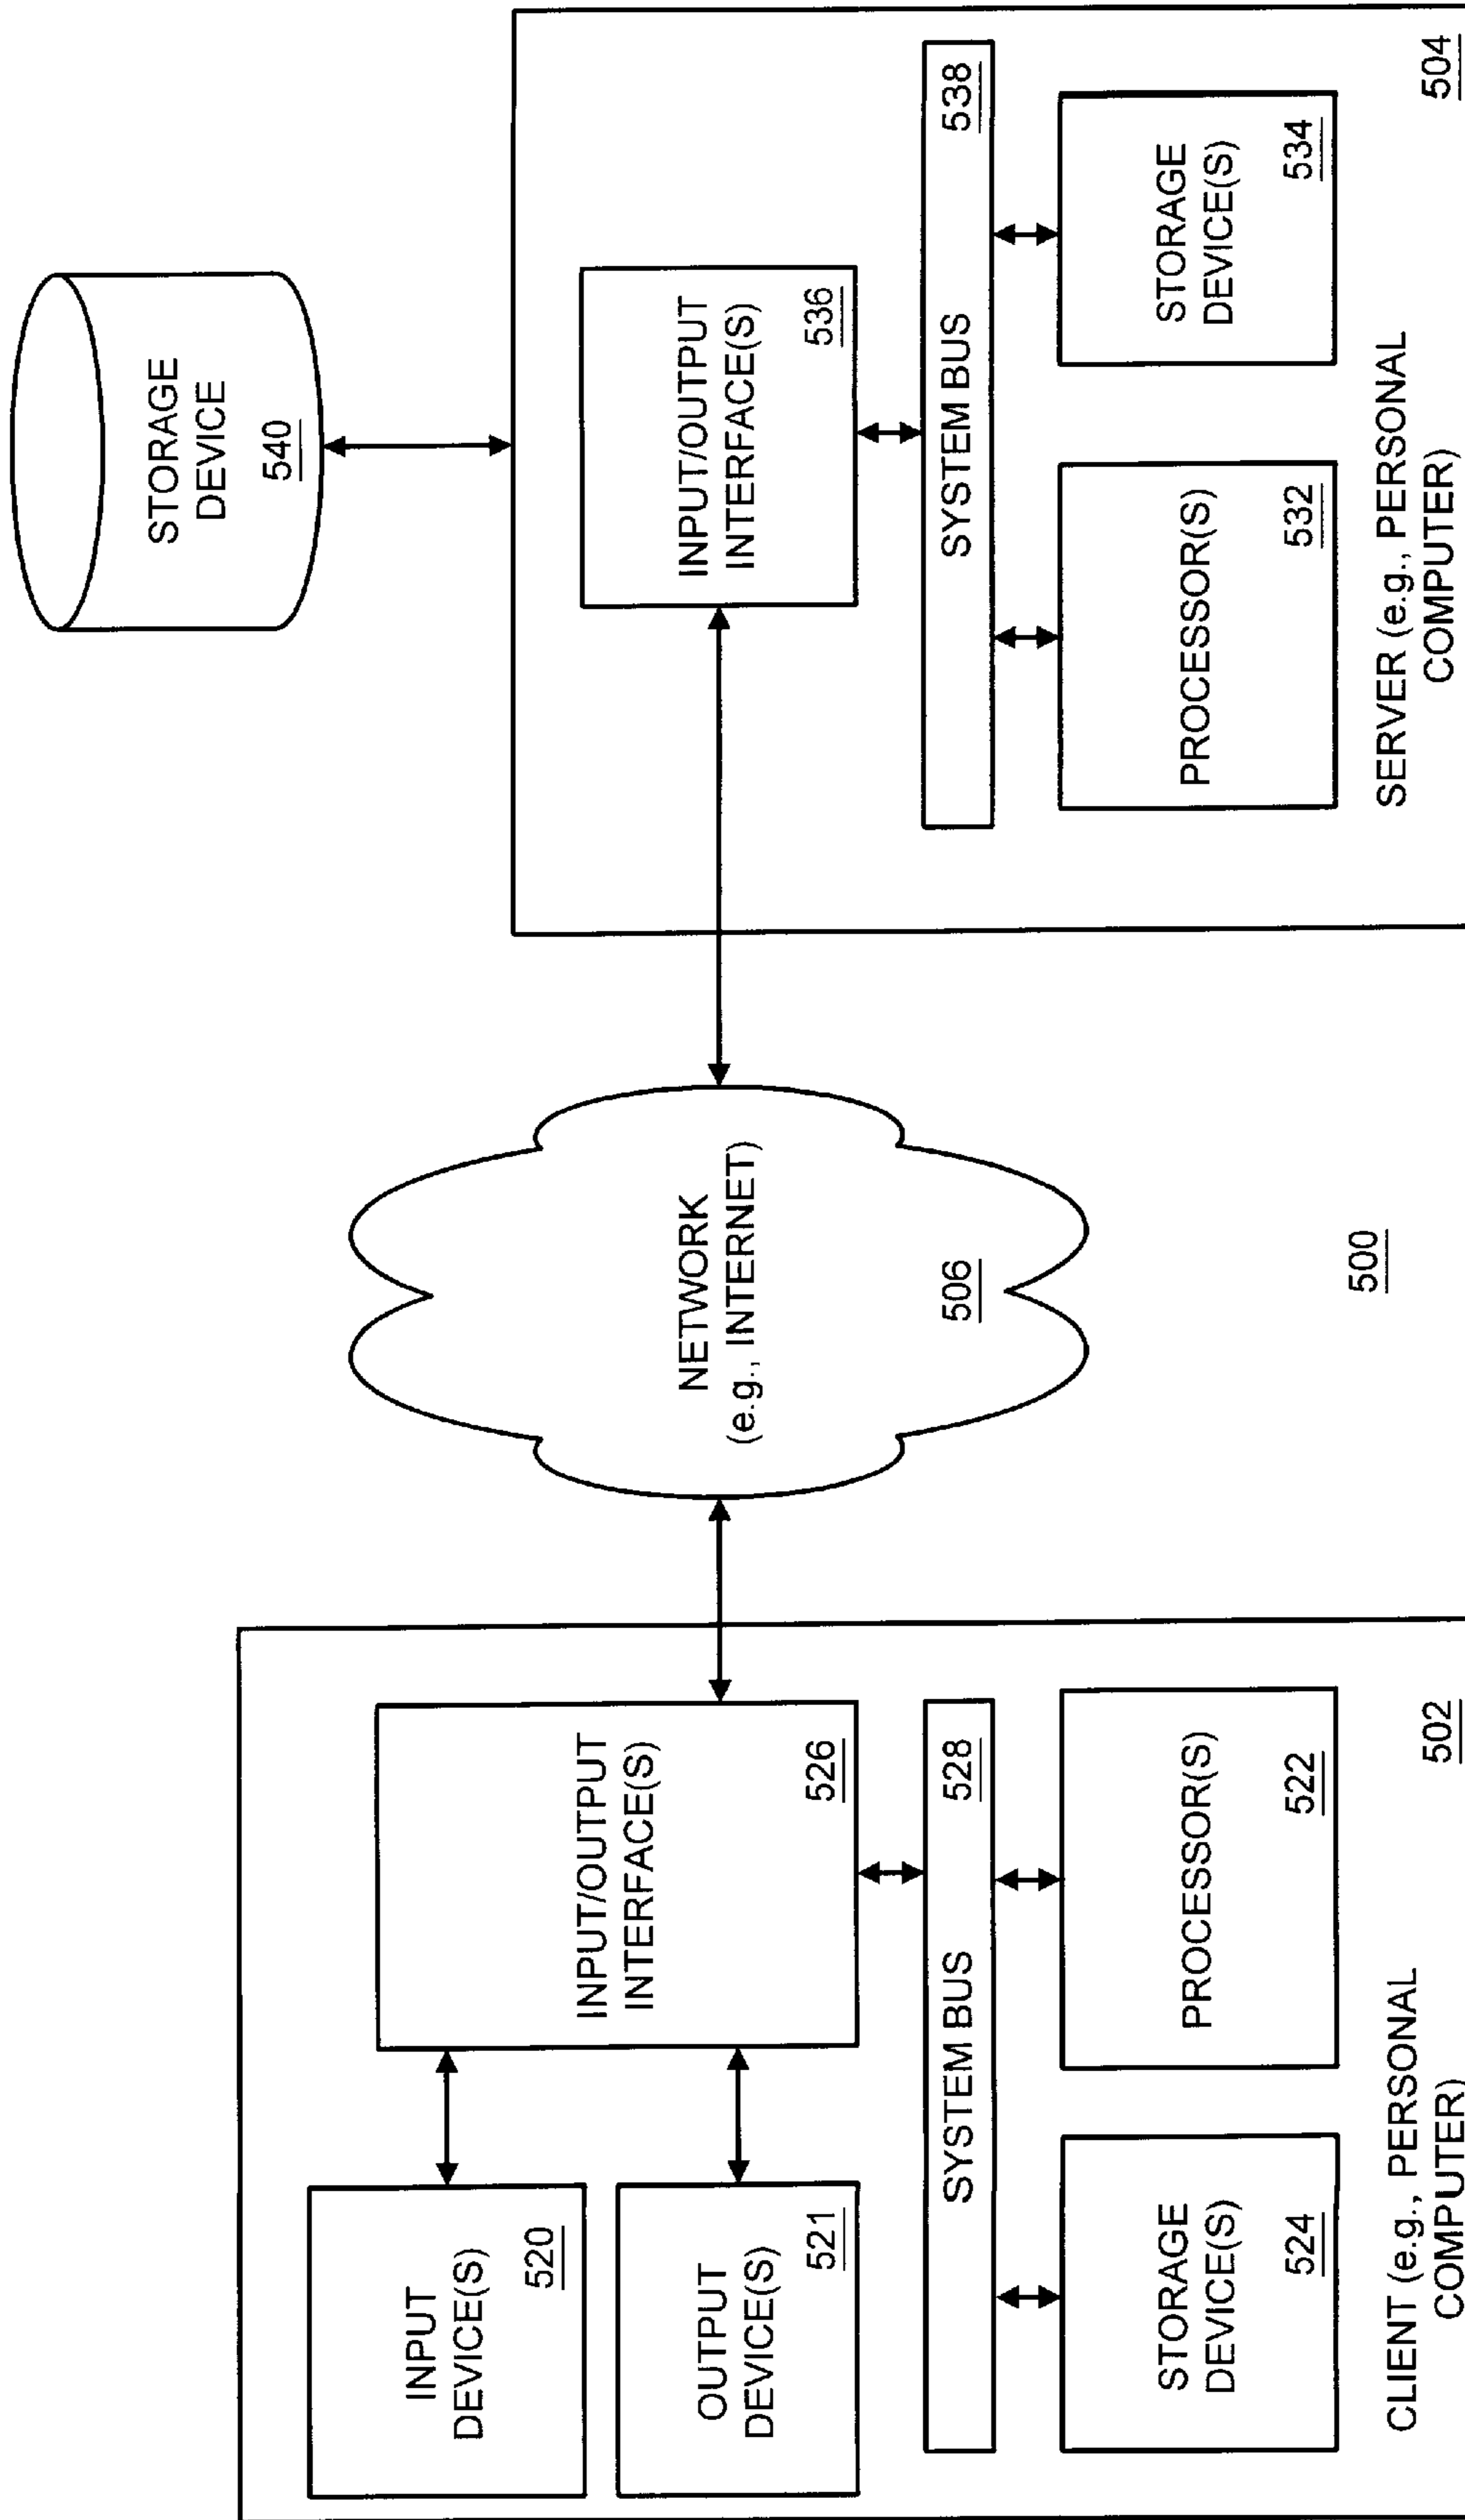 INPUT
DEVICE(S)
520
OUTPUT
DEVICE(S)
521
INPUT/OUTPUT
INTERFACE(S)
526
SYSTEM BUS
528
STORAGE
DEVICE(S)
524
PROCESSOR(S)
522
CLIENT (e.g., PERSONAL
COMPUTER)
502
NETWORK
(e.g., INTERNET)
506
500
STORAGE
DEVICE
540
INPUT/OUTPUT
INTERFACE(S)
536
SYSTEM BUS
538
PROCESSOR(S)
532
STORAGE
DEVICE(S)
534
SERVER (e.g., PERSONAL
COMPUTER)
504